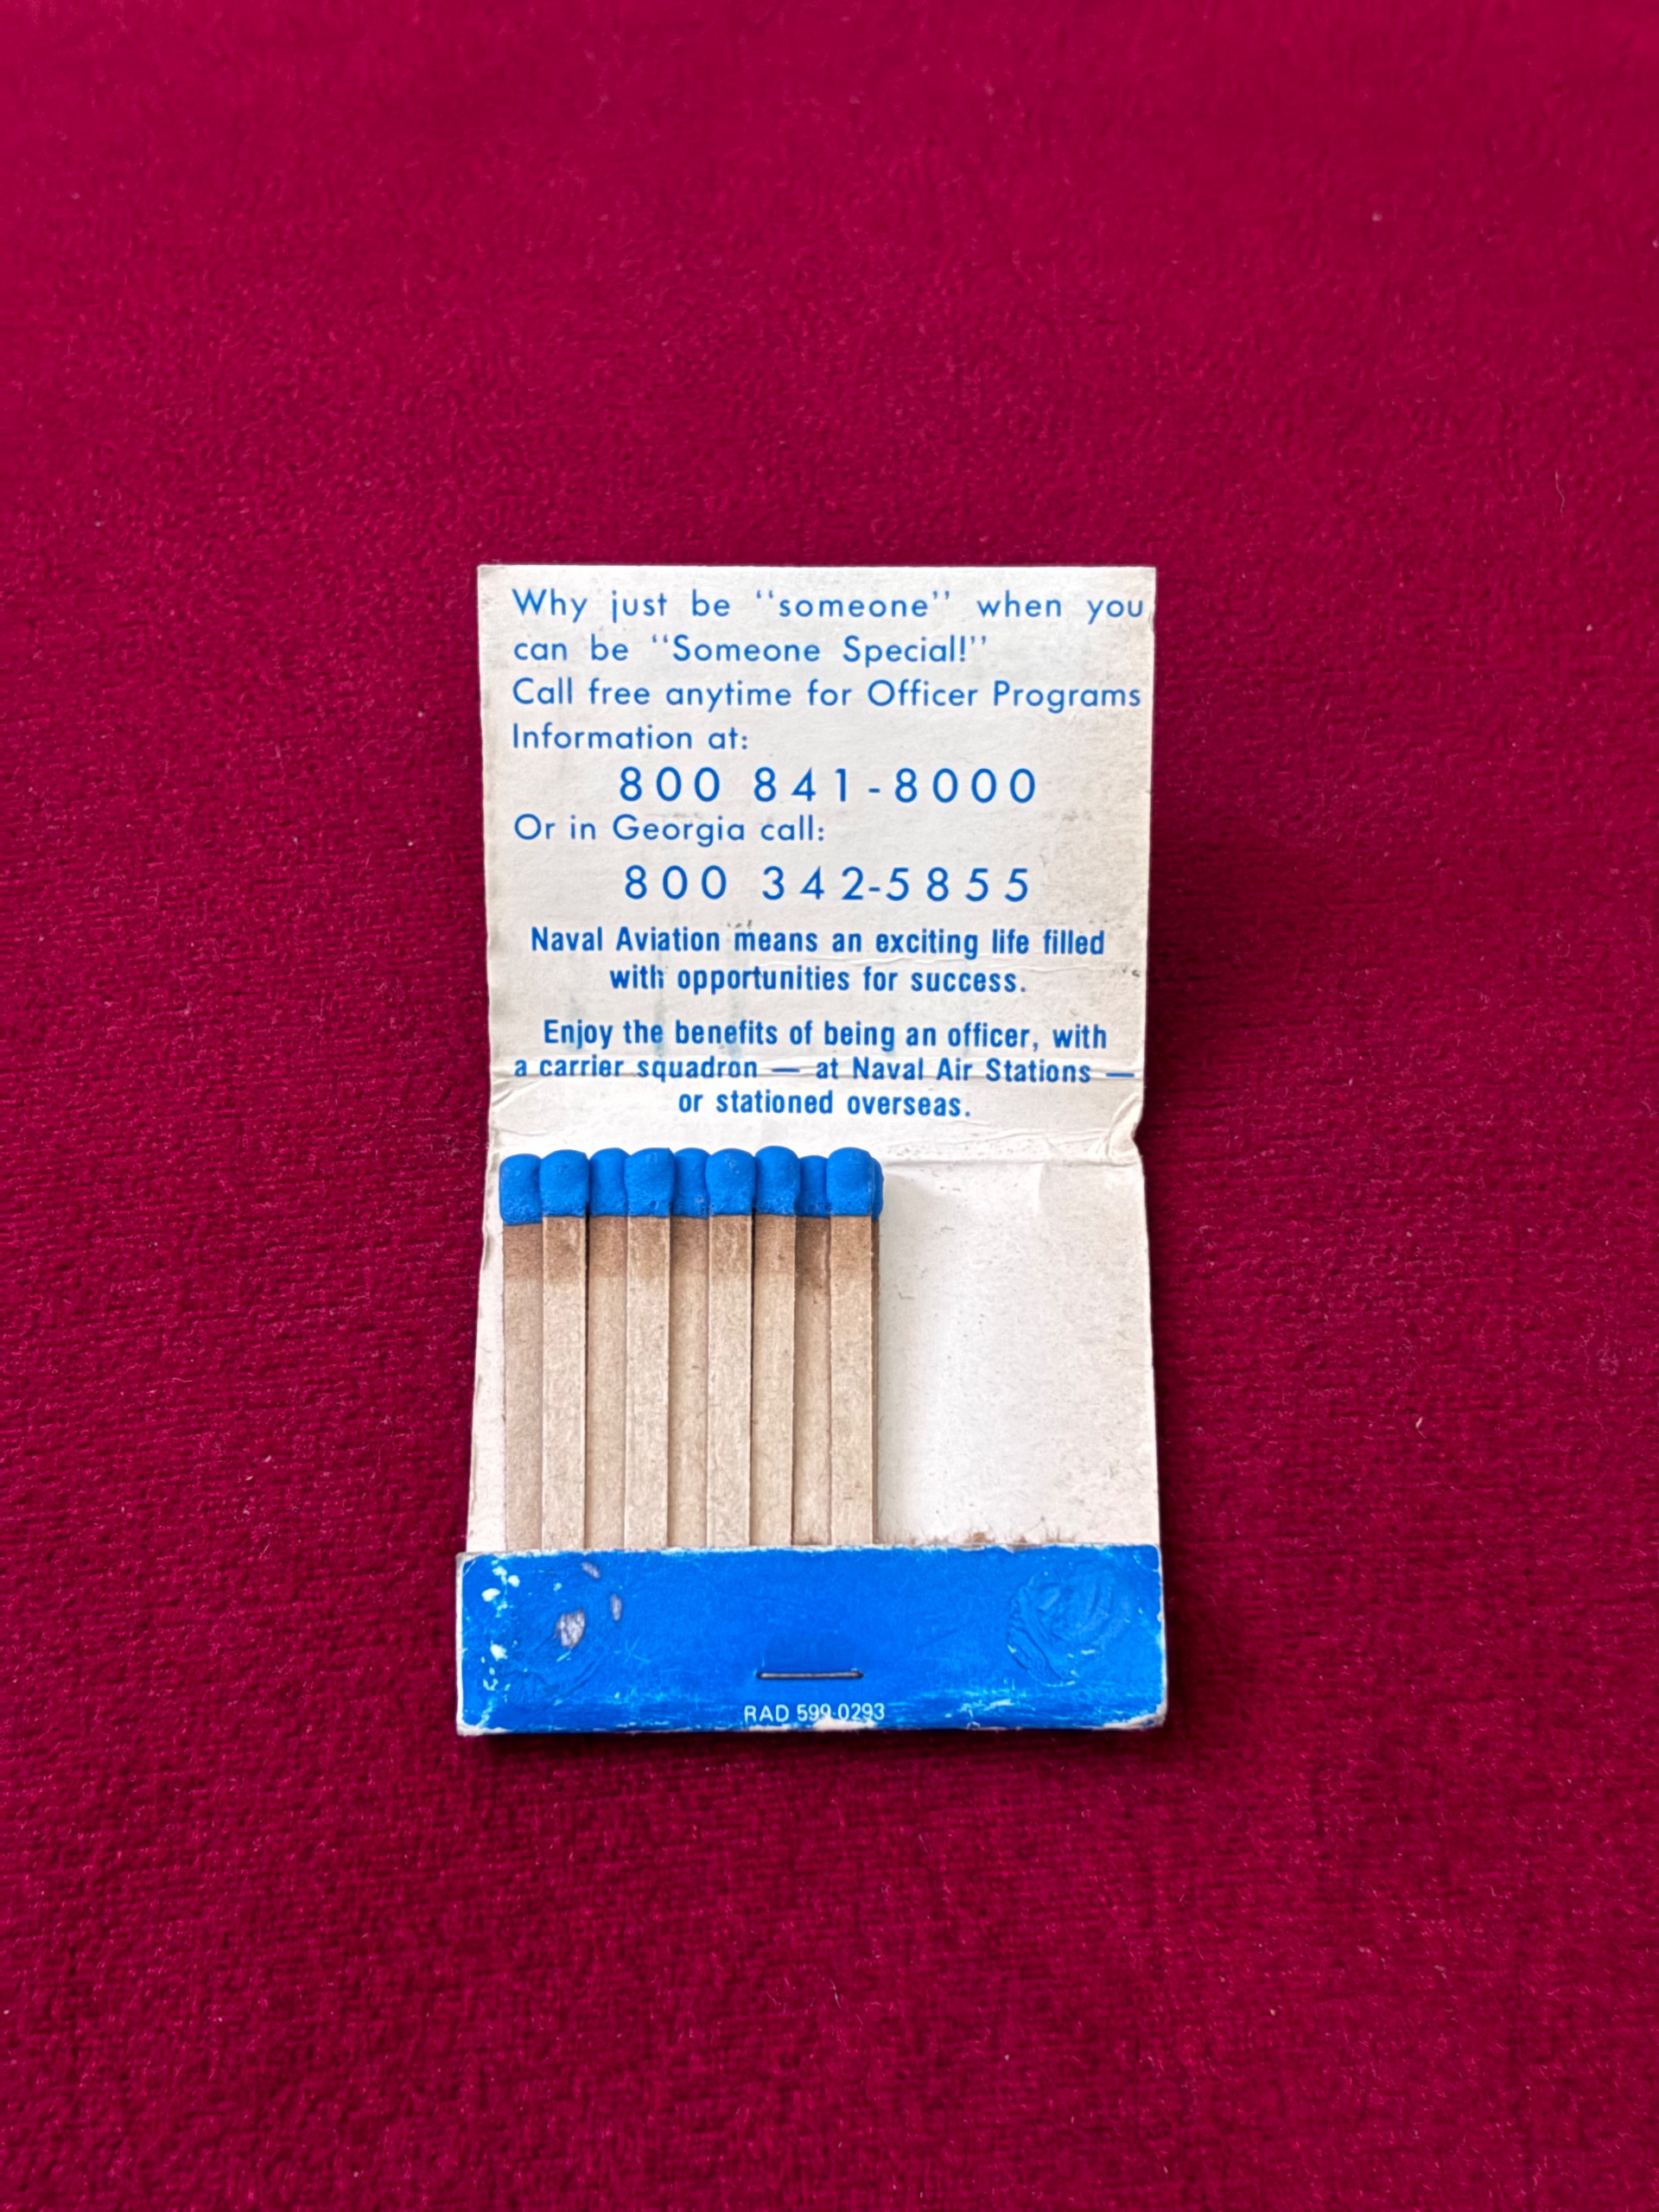 Why just be “someone” when you
can be “Someone Special!”
Call free anytime for Officer Programs
Information at:
800 841-8000
Or in Georgia call:
800 342-5855
Naval Aviation means an exciting life filled
with opportunities for success.
Enjoy the benefits of being an officer, with
a carrier squadron — at Naval Air Stations —
or stationed overseas.
RAD 599-0293